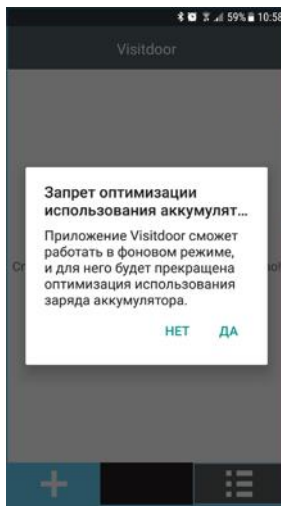 59% 10:58
Visitdoor
Запрет оптимизации
использования аккумулят...
Приложение Visitdoor сможет
работать в фоновом режиме,
и для него будет прекращена
оптимизация использования
заряда аккумулятора.
НЕТ ДА